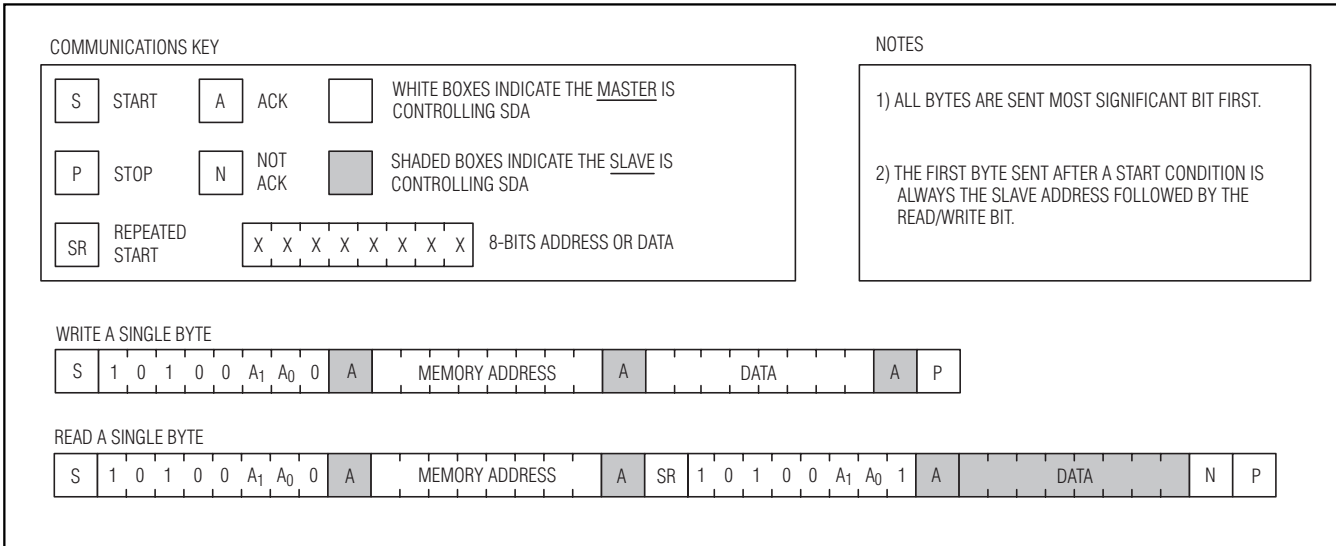 COMMUNICATIONS KEY
S START A ACK WHITE BOXES INDICATE THE MASTER IS
CONTROLLING SDA
P STOP N NOT
ACK SHADED BOXES INDICATE THE SLAVE IS
CONTROLLING SDA
SR REPEATED
START X X X X X X X X 8-BITS ADDRESS OR DATA
NOTES
1) ALL BYTES ARE SENT MOST SIGNIFICANT BIT FIRST.
2) THE FIRST BYTE SENT AFTER A START CONDITION IS
ALWAYS THE SLAVE ADDRESS FOLLOWED BY THE
READ/WRITE BIT.
WRITE A SINGLE BYTE
S 1 0 1 0 0 A1 A0 0 A MEMORY ADDRESS A DATA A P
READ A SINGLE BYTE
S 1 0 1 0 0 A1 A0 0 A MEMORY ADDRESS A SR 1 0 1 0 0 A1 A0 1 A DATA N P